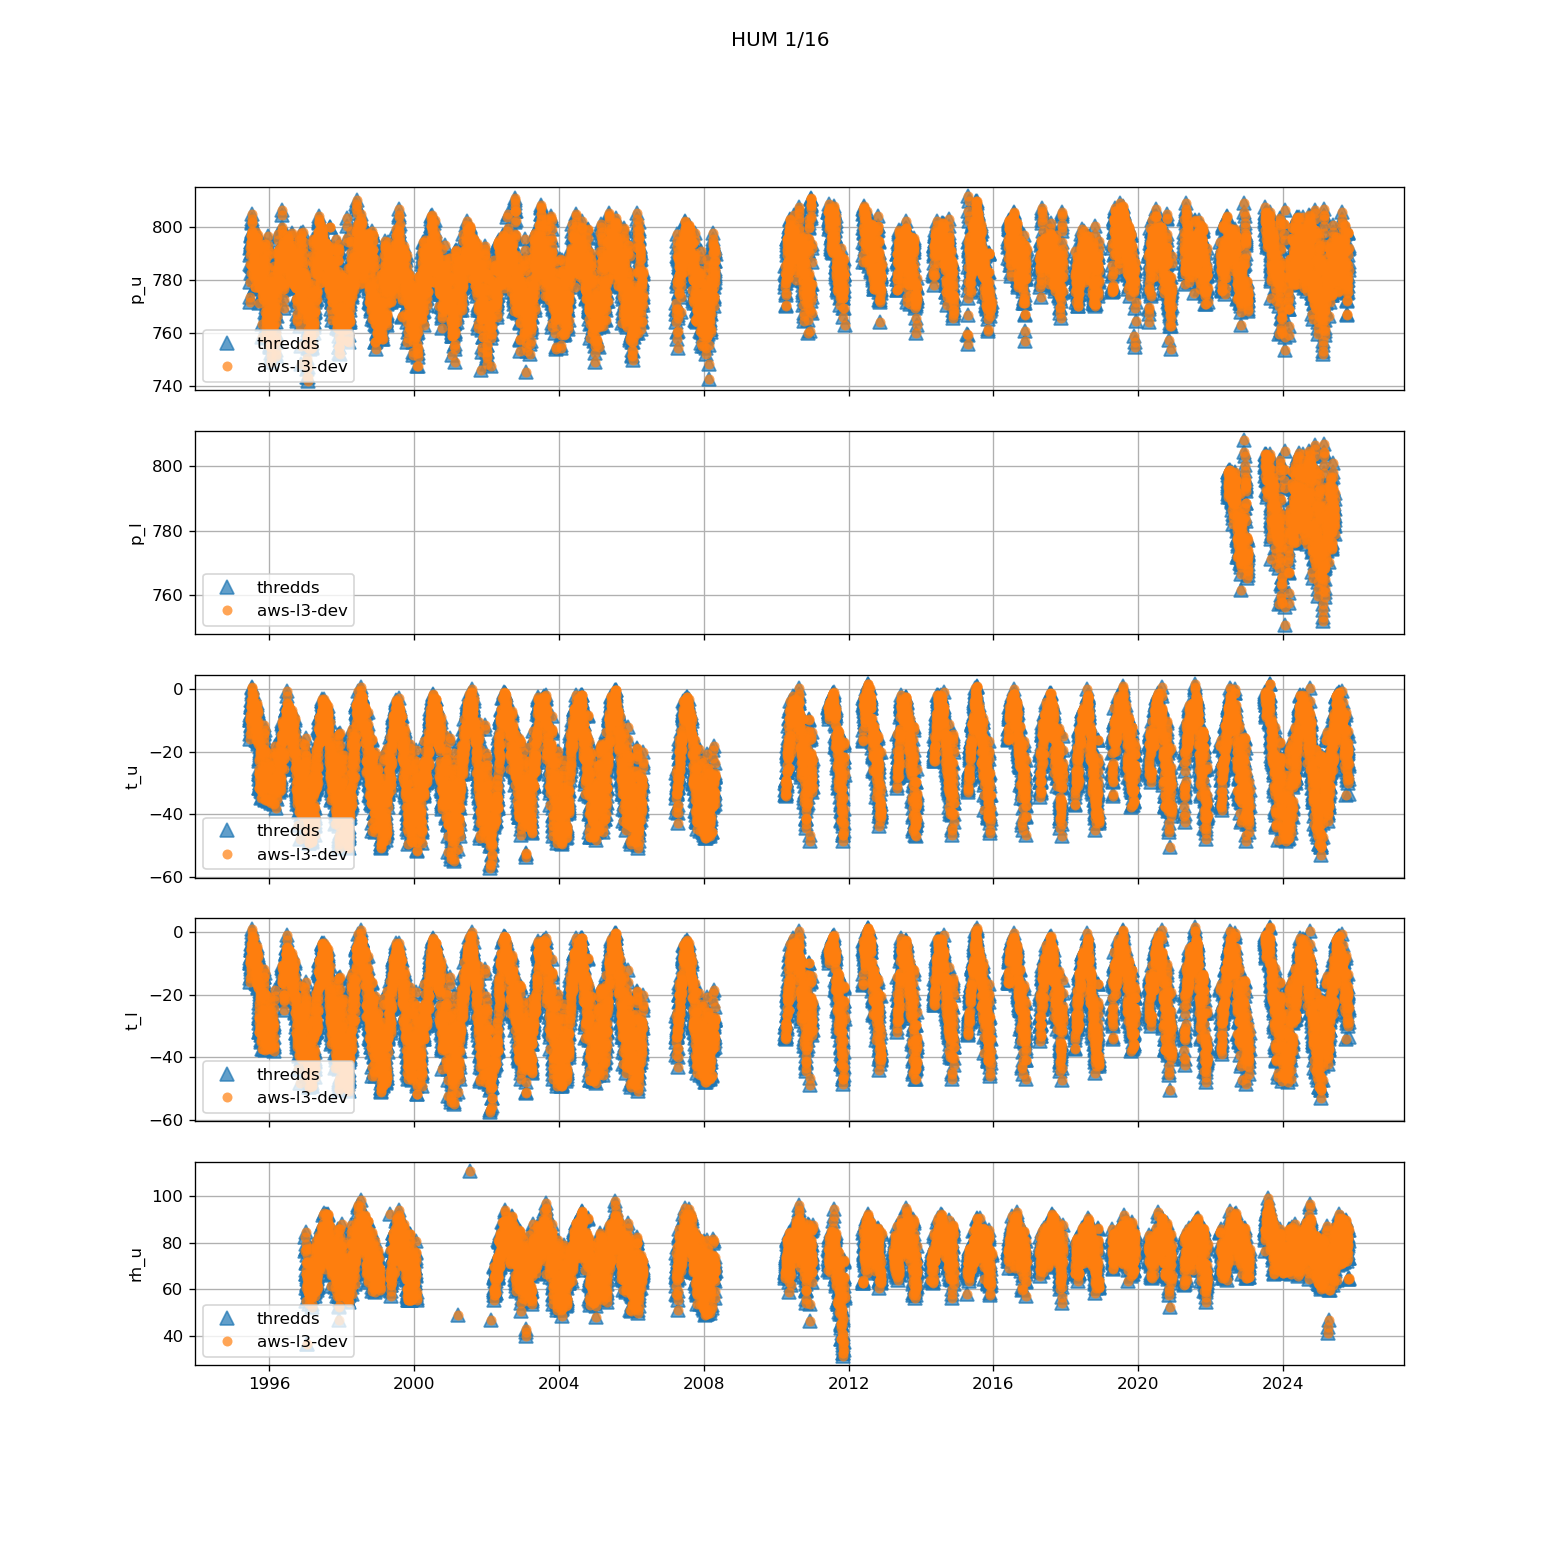 HUM 1/16
800
780
760
740
p_u
thredds
aws-l3-dev
800
780
760
p_l
thredds
aws-l3-dev
0
−20
−40
−60
t_u
thredds
aws-l3-dev
0
−20
−40
−60
t_l
thredds
aws-l3-dev
100
80
60
40
rh_u
thredds
aws-l3-dev
1996 2000 2004 2008 2012 2016 2020 2024